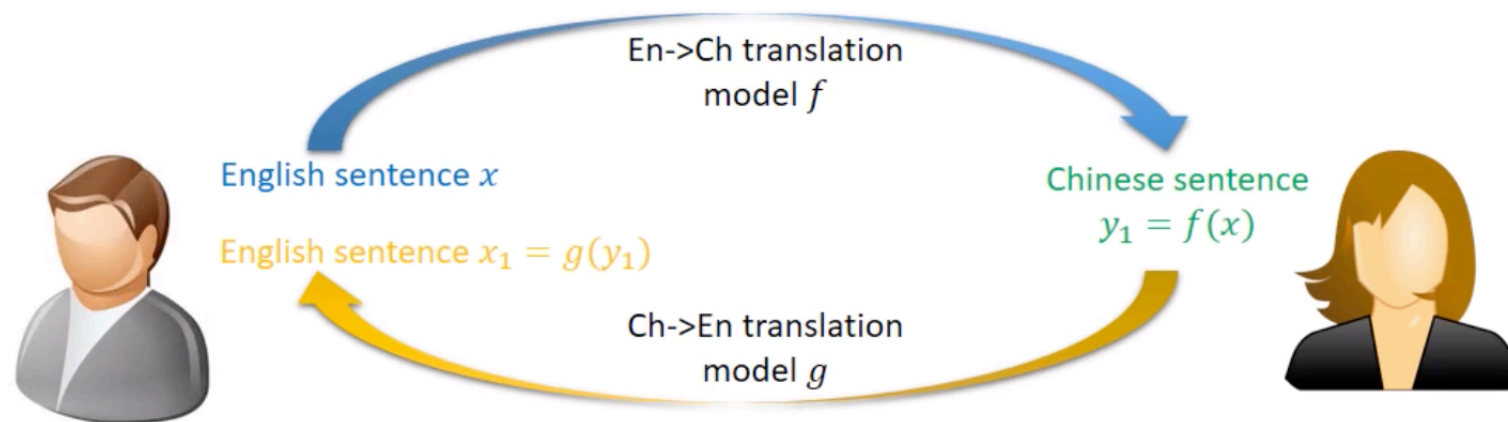 En->Ch translation
model f
English sentence x
Chinese sentence
y₁ = f(x)
English sentence x₁ = g(y₁)
Ch->En translation
model g